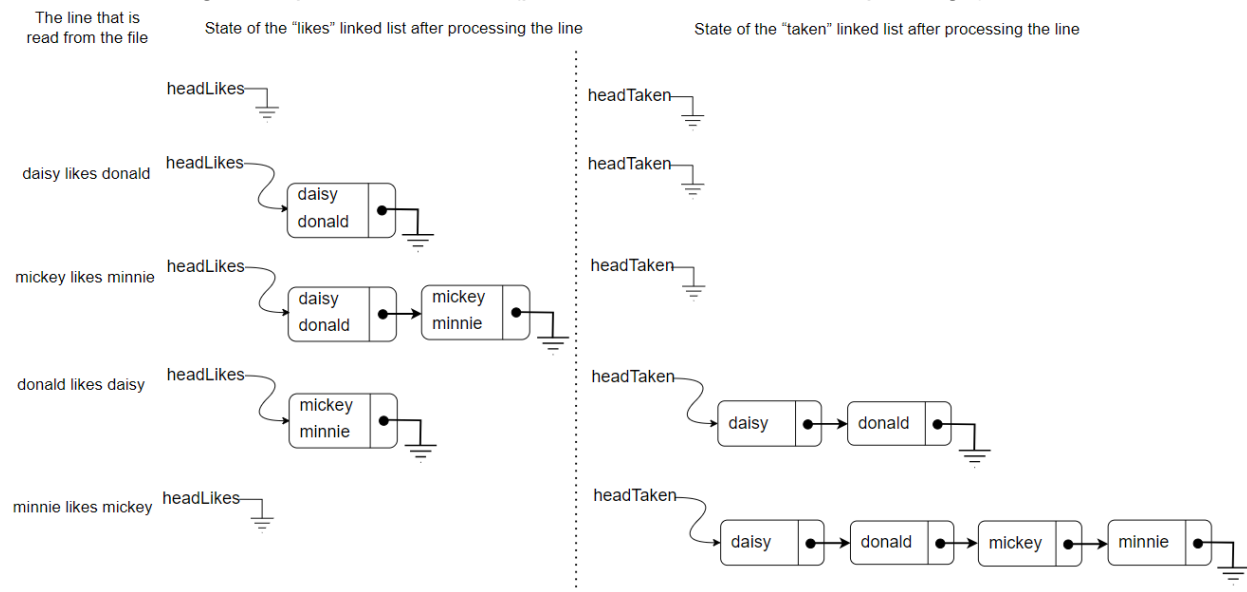 The line that is
read from the file
State of the “likes” linked list after processing the line
State of the “taken” linked list after processing the line
headLikes
headTaken
daisy likes donald
headLikes
daisy
donald
headTaken
mickey likes minnie
headLikes
daisy
donald
mickey
minnie
headTaken
donald likes daisy
headLikes
mickey
minnie
headTaken
daisy
donald
minnie likes mickey
headLikes
headTaken
daisy
donald
mickey
minnie